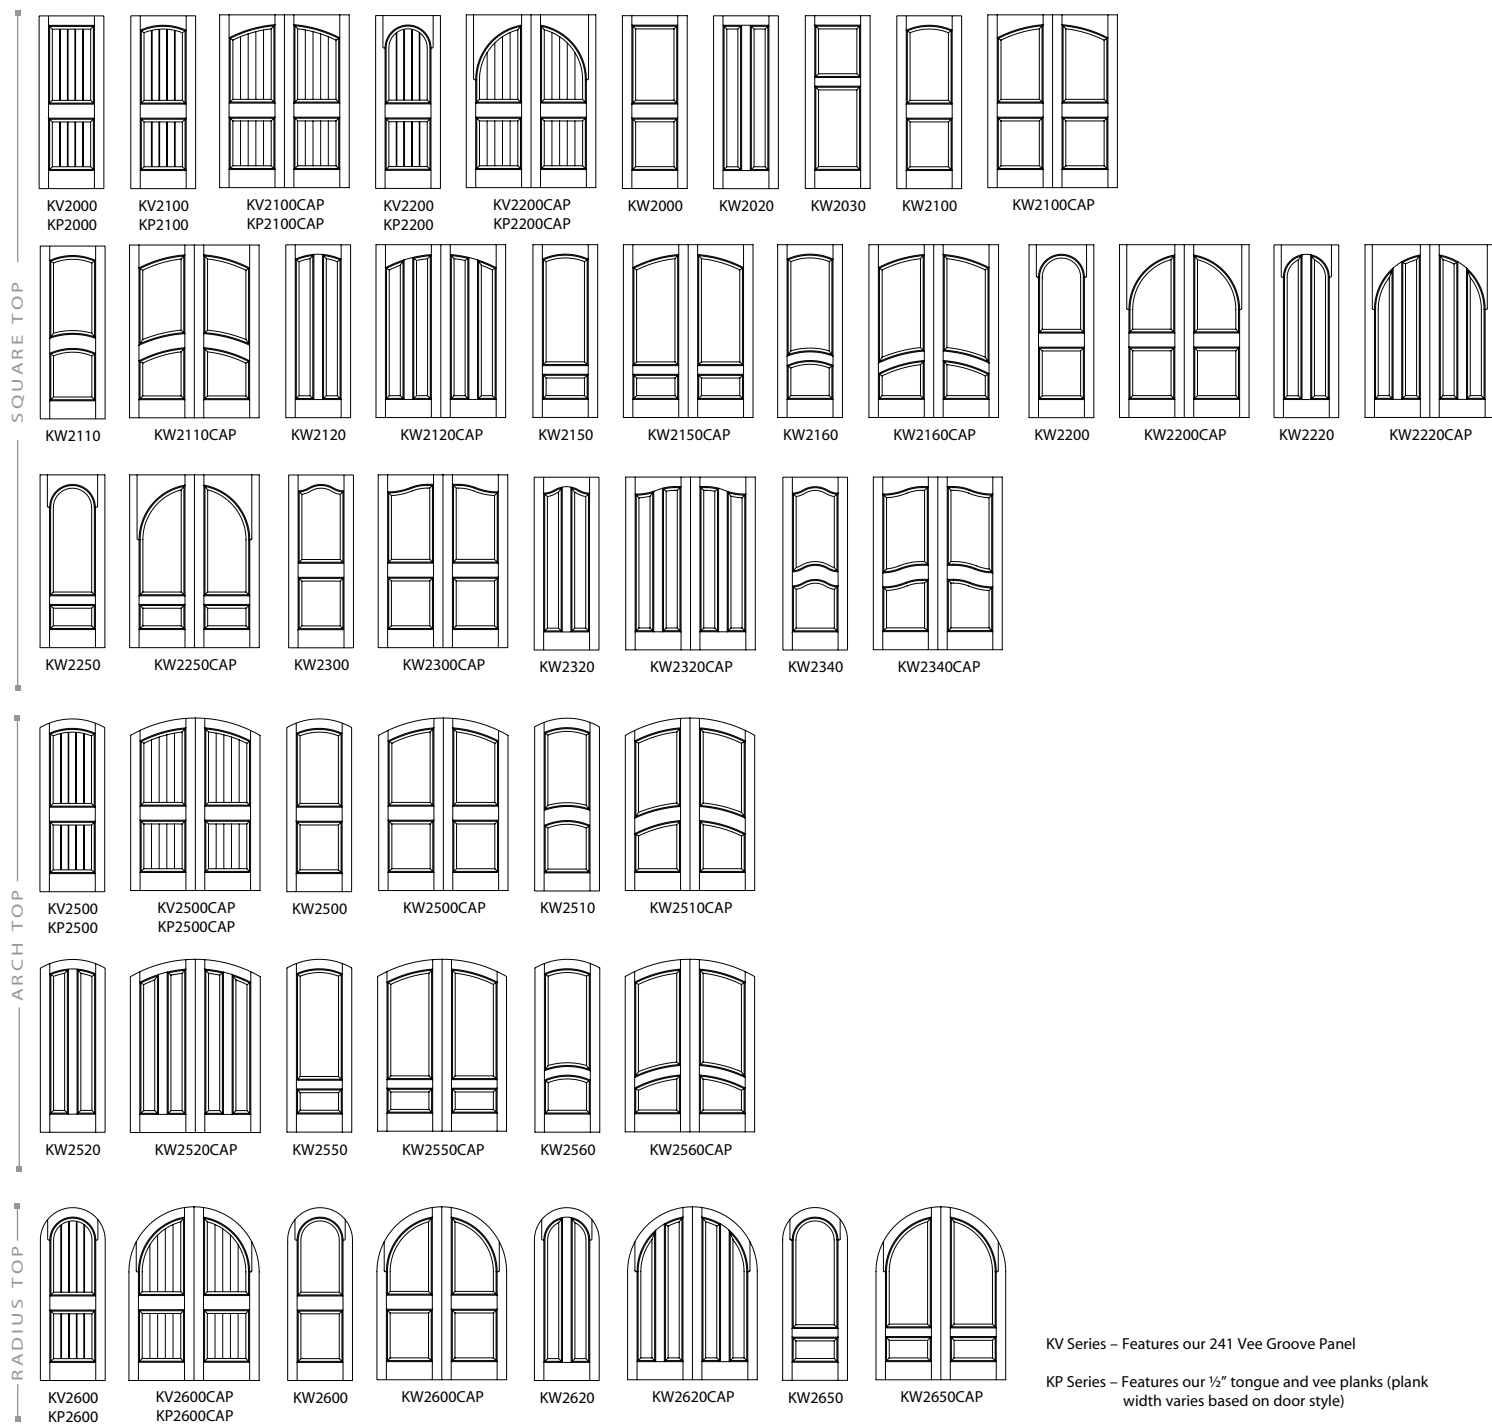 SQUARE TOP
KV2000
KP2000
KV2100
KP2100
KV2100CAP
KP2100CAP
KV2200
KP2200
KV2200CAP
KP2200CAP
KW2000
KW2020
KW2030
KW2100
KW2100CAP
KW2110
KW2110CAP
KW2120
KW2120CAP
KW2150
KW2150CAP
KW2160
KW2160CAP
KW2200
KW2200CAP
KW2220
KW2220CAP
KW2250
KW2250CAP
KW2300
KW2300CAP
KW2320
KW2320CAP
KW2340
KW2340CAP
ARCH TOP
KV2500
KP2500
KV2500CAP
KP2500CAP
KW2500
KW2500CAP
KW2510
KW2510CAP
KW2520
KW2520CAP
KW2550
KW2550CAP
KW2560
KW2560CAP
RADIUS TOP
KV2600
KP2600
KV2600CAP
KP2600CAP
KW2600
KW2600CAP
KW2620
KW2620CAP
KW2650
KW2650CAP
KV Series – Features our 241 Vee Groove Panel
KP Series – Features our ½” tongue and vee planks (plank
width varies based on door style)